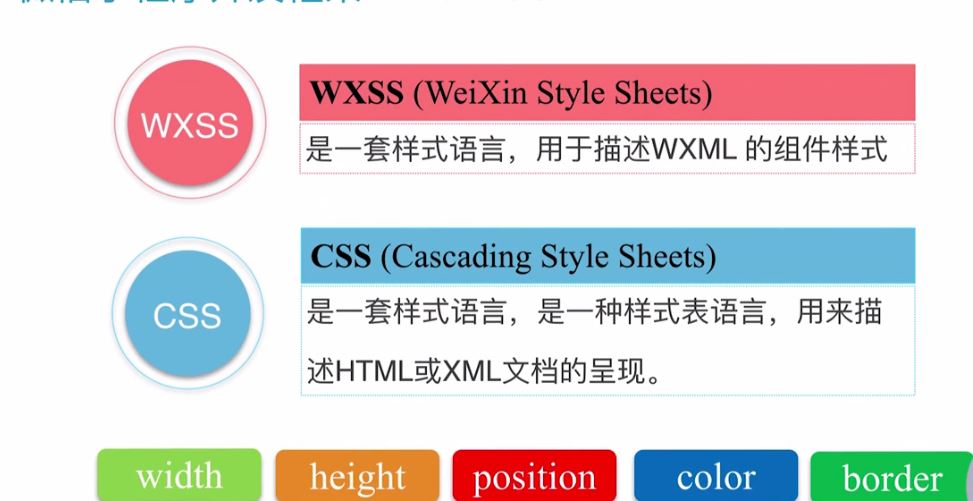 WXSS
WXSS (WeiXin Style Sheets)
是一套样式语言，用于描述WXML 的组件样式
CSS
CSS (Cascading Style Sheets)
是一套样式语言，是一种样式表语言，用来描
述HTML或XML文档的呈现。
width height position color border